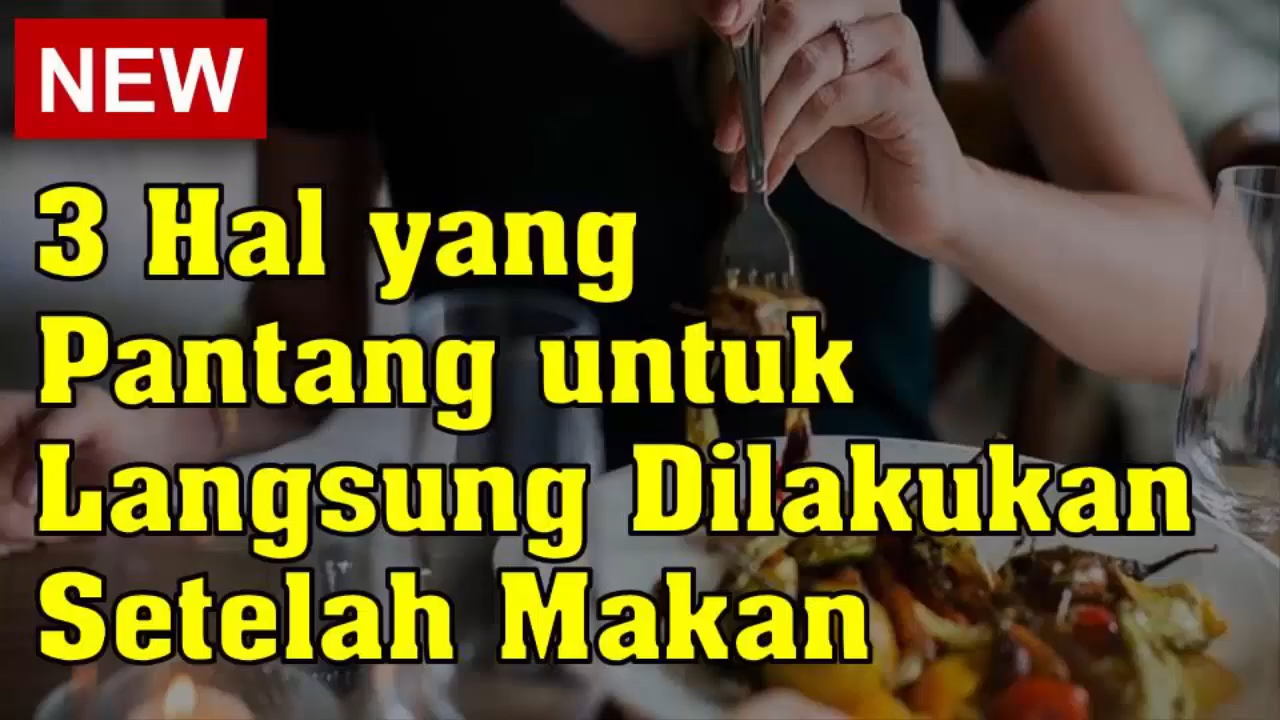 NEW
3 Hal yang
Pantang untuk
Langsung Dilakukan
Setelah Makan